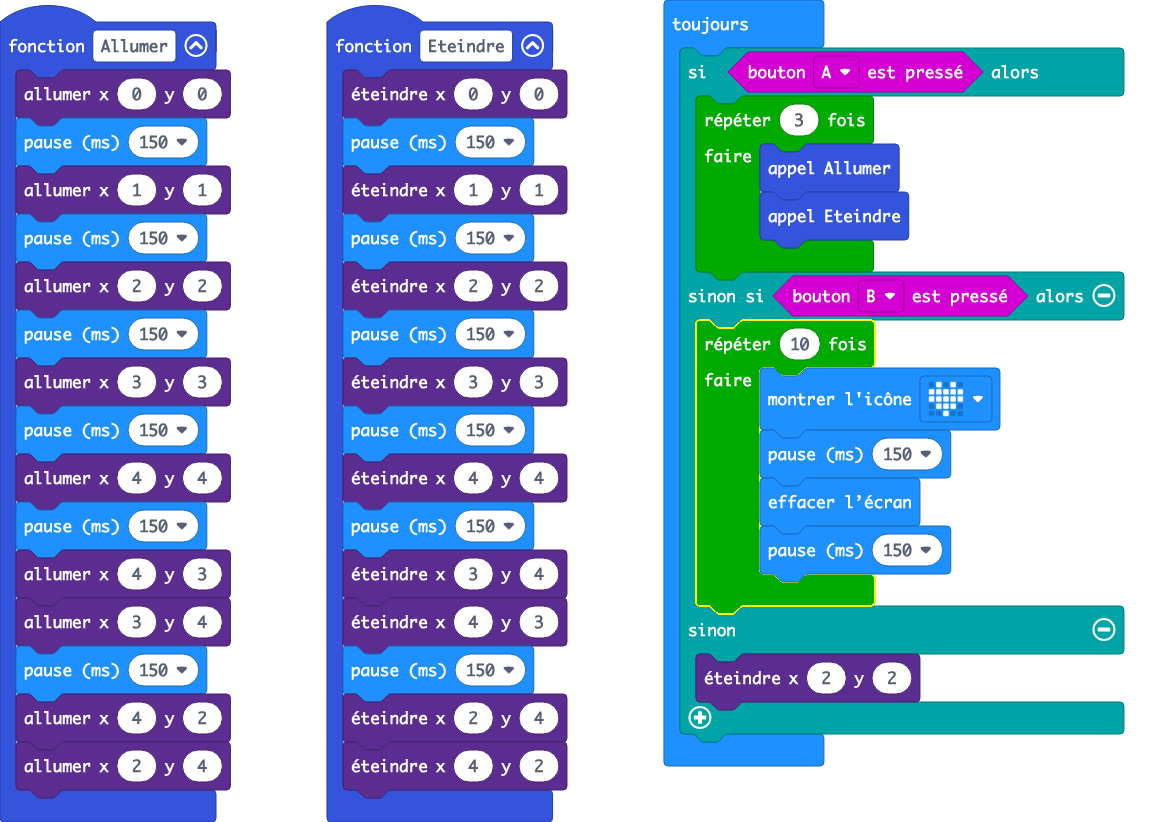 fonction Allumer
allumer x 0 y 0
pause (ms) 150
allumer x 1 y 1
pause (ms) 150
allumer x 2 y 2
pause (ms) 150
allumer x 3 y 3
pause (ms) 150
allumer x 4 y 4
pause (ms) 150
allumer x 4 y 3
allumer x 3 y 4
pause (ms) 150
allumer x 4 y 2
allumer x 2 y 4
fonction Eteindre
éteindre x 0 y 0
pause (ms) 150
éteindre x 1 y 1
pause (ms) 150
éteindre x 2 y 2
pause (ms) 150
éteindre x 3 y 3
pause (ms) 150
éteindre x 4 y 4
pause (ms) 150
éteindre x 3 y 4
éteindre x 4 y 3
pause (ms) 150
éteindre x 2 y 4
éteindre x 4 y 2
toujours
si bouton A est pressé alors
répéter 3 fois
faire
appel Allumer
appel Eteindre
sinon si bouton B est pressé alors
répéter 10 fois
faire
montrer l'icône
pause (ms) 150
effacer l’écran
pause (ms) 150
sinon
éteindre x 2 y 2